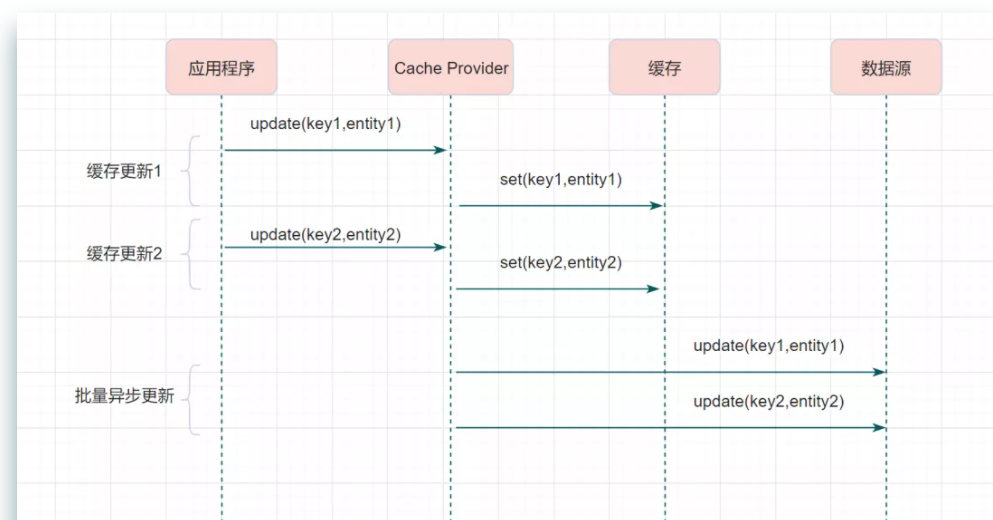 应用程序
Cache Provider
缓存
数据源
update(key1,entity1)
缓存更新1
set(key1,entity1)
update(key2,entity2)
缓存更新2
set(key2,entity2)
update(key1,entity1)
批量异步更新
update(key2,entity2)